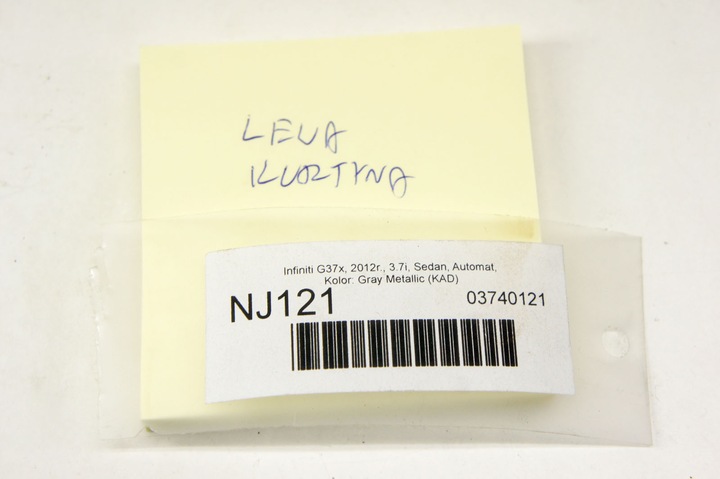 LEWA
KURTYNA
Infiniti G37x, 2012r., 3.7i, Sedan, Automat,
Kolor: Gray Metallic (KAD)
NJ121 03740121